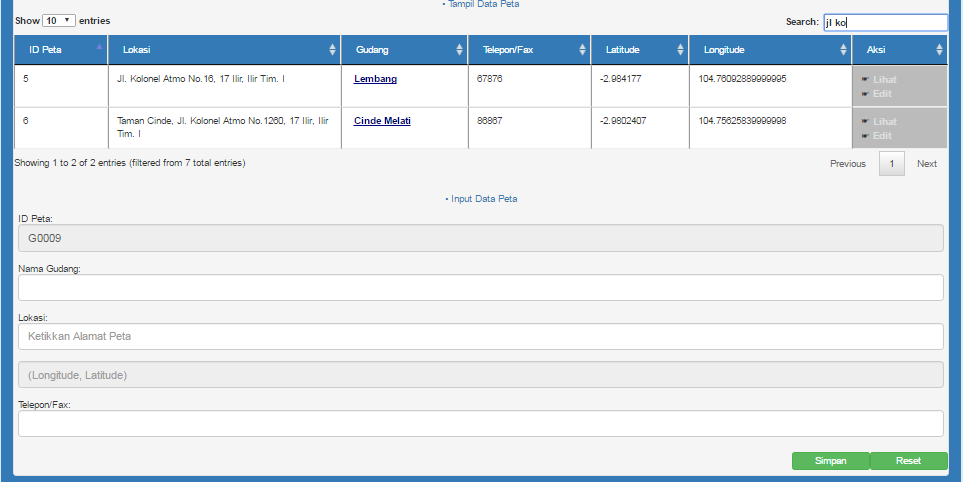 • Tampil Data Peta
Show 10 entries
Search: jl ko
ID Peta Lokasi Gudang Telepon/Fax Latitude Longitude Aksi
5 Jl. Kolonel Atmo No.16, 17 Ilir, Ilir Tim. I Lembang 67876 -2.984177 104.76092889999995 Lihat
Edit
6 Taman Cinde, Jl. Kolonel Atmo No.1260, 17 Ilir, Ilir Cinde Melati 86867 -2.9802407 104.75625839999998 Lihat
Tim. I Edit
Showing 1 to 2 of 2 entries (filtered from 7 total entries)
Previous 1 Next
• Input Data Peta
ID Peta:
G0009
Nama Gudang:
Lokasi:
Ketikkan Alamat Peta
(Longitude, Latitude)
Telepon/Fax:
Simpan Reset